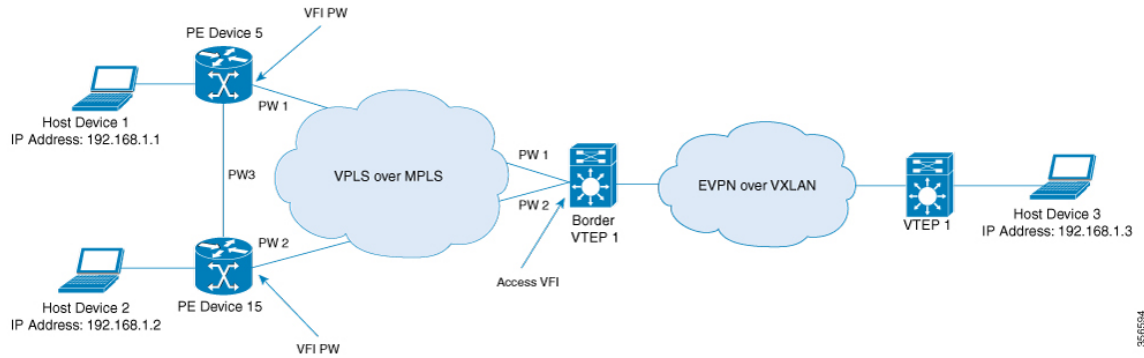 VFI PW
PE Device 5
Host Device 1
IP Address: 192.168.1.1
PW 1
PW3
VPLS over MPLS
PW 1
PW 2
Border
VTEP 1
EVPN over VXLAN
VTEP 1
Host Device 3
IP Address: 192.168.1.3
Access VFI
PW 2
Host Device 2
IP Address: 192.168.1.2
PE Device 15
VFI PW
356594